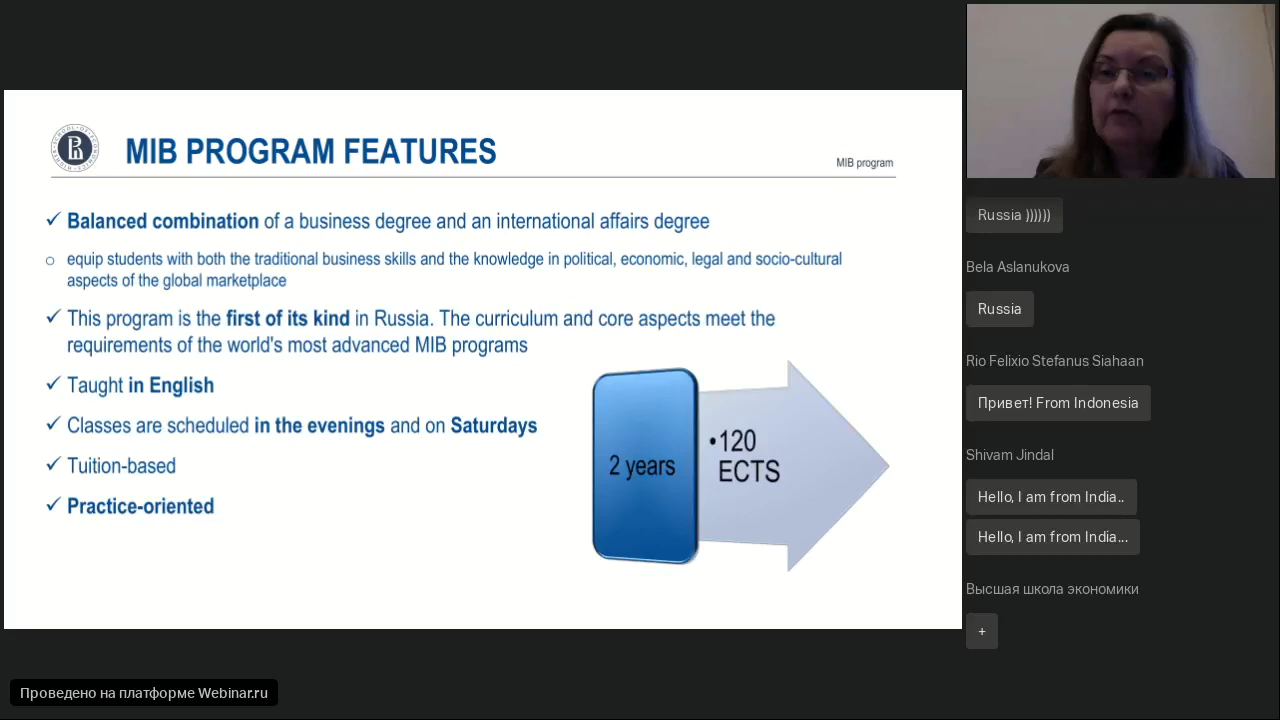 MIB PROGRAM FEATURES
MIB program
Balanced combination of a business degree and an international affairs degree
equip students with both the traditional business skills and the knowledge in political, economic, legal and socio-cultural
aspects of the global marketplace
This program is the first of its kind in Russia. The curriculum and core aspects meet the
requirements of the world's most advanced MIB programs
Taught in English
Classes are scheduled in the evenings and on Saturdays
Tuition-based
Practice-oriented
2 years
•120
ECTS
Russia ))))))
Bela Aslanukova
Russia
Rio Felixio Stefanus Siahaan
Привет! From Indonesia
Shivam Jindal
Hello, I am from India..
Hello, I am from India...
Высшая школа экономики
+
Проведено на платформе Webinar.ru